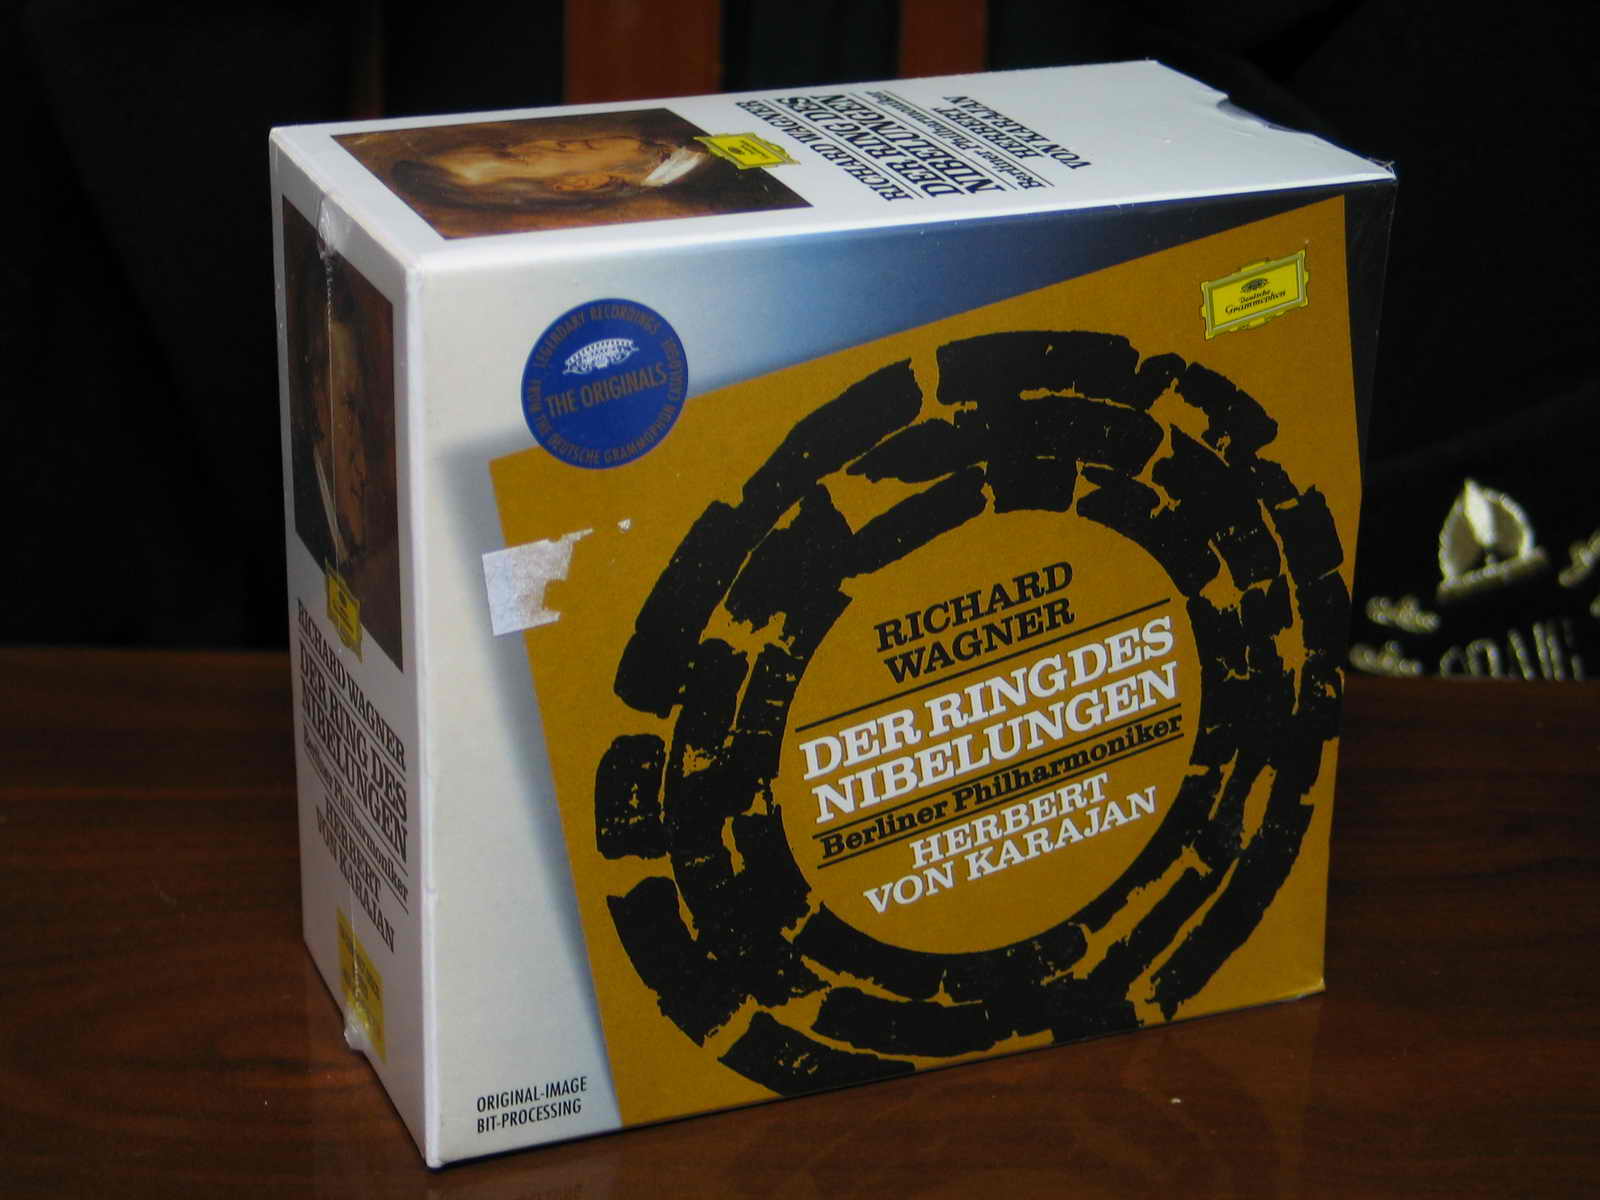 RICHARD WAGNER
DER RING DES
NIBELUNGEN
Berliner Philharmoniker
HERBERT
VON KARAJAN
LEGENDARY RECORDINGS
THE ORIGINALS
FROM THE DEUTSCHE GRAMMOPHON CATALOGUE
Deutsche
Grammophon
RICHARD
WAGNER
DER RING DES
NIBELUNGEN
Berliner Philharmoniker
HERBERT
VON KARAJAN
RICHARD WAGNER
DER RING DES
NIBELUNGEN
Berliner Philharmoniker
HERBERT
VON KARAJAN
ORIGINAL-IMAGE
BIT-PROCESSING